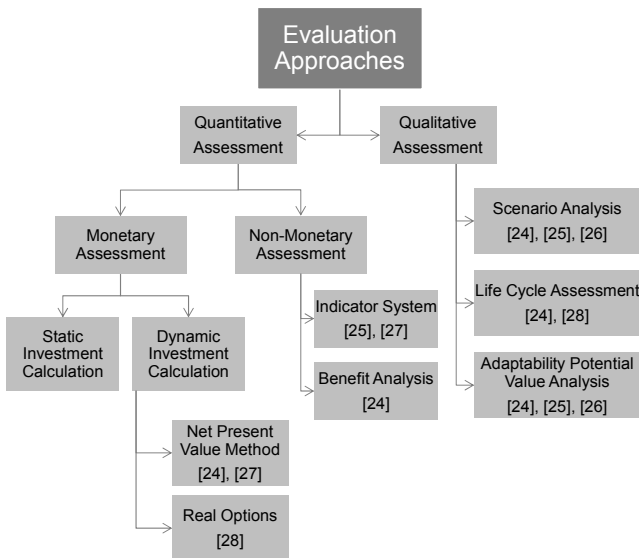 Evaluation
Approaches
Quantitative
Assessment
Qualitative
Assessment
Monetary
Assessment
Non-Monetary
Assessment
Static
Investment
Calculation
Dynamic
Investment
Calculation
Net Present
Value Method
[24], [27]
Real Options
[28]
Indicator System
[25], [27]
Benefit Analysis
[24]
Scenario Analysis
[24], [25], [26]
Life Cycle Assessment
[24], [28]
Adaptability Potential
Value Analysis
[24], [25], [26]